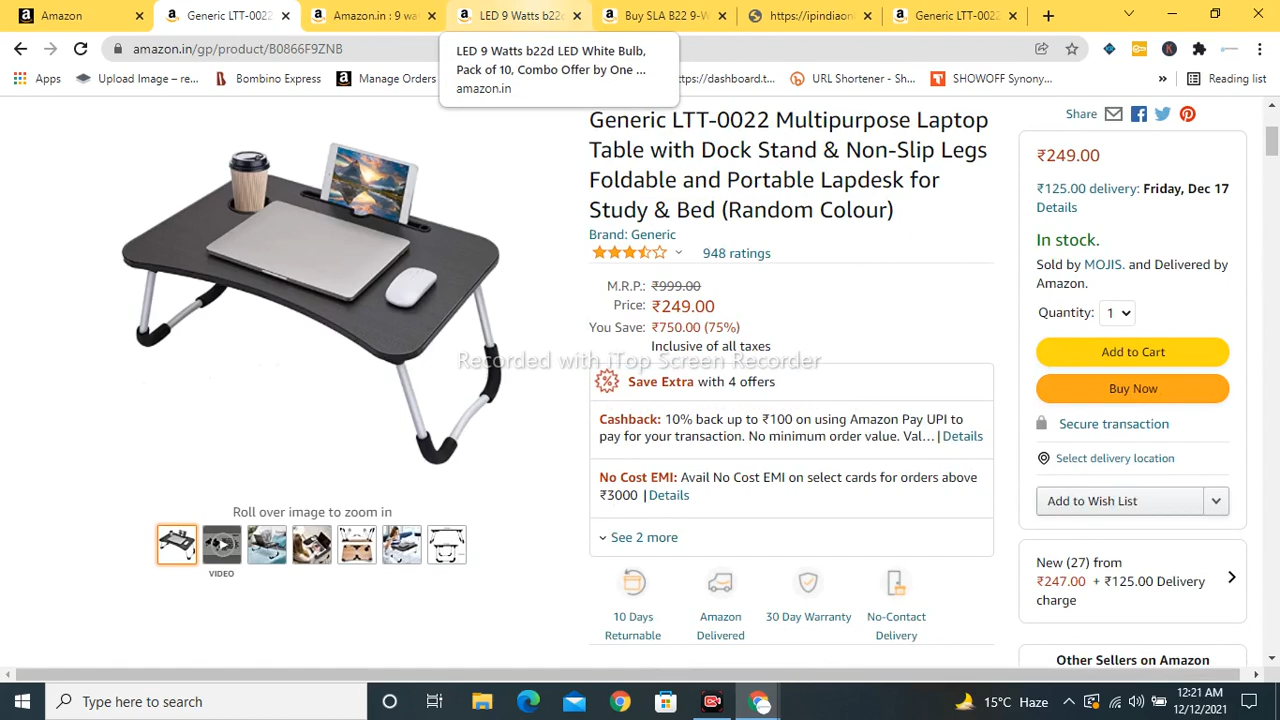 Amazon
Generic LTT-0022
Amazon.in : 9 wa
LED 9 Watts b22d
Buy SLA B22 9-W
https://ipindiaon
Generic LTT-0022
amazon.in/gp/product/B0866F9ZNB
LED 9 Watts b22d LED White Bulb,
Pack of 10, Combo Offer by One ...
amazon.in
Apps
Upload Image – re...
Bombino Express
Manage Orders
ps://dashboard.t...
URL Shortener - Sh...
SHOWOFF Synony...
Reading list
Generic LTT-0022 Multipurpose Laptop
Table with Dock Stand & Non-Slip Legs
Foldable and Portable Lapdesk for
Study & Bed (Random Colour)
Brand: Generic
948 ratings
M.R.P.: ₹999.00
Price: ₹249.00
You Save: ₹750.00 (75%)
Inclusive of all taxes
Recorded with iTop Screen Recorder
Save Extra with 4 offers
Cashback: 10% back up to ₹100 on using Amazon Pay UPI to
pay for your transaction. No minimum order value. Val... | Details
No Cost EMI: Avail No Cost EMI on select cards for orders above
₹3000 | Details
See 2 more
10 Days
Returnable
Amazon
Delivered
30 Day Warranty
No-Contact
Delivery
Roll over image to zoom in
VIDEO
Share
₹249.00
₹125.00 delivery: Friday, Dec 17
Details
In stock.
Sold by MOJIS. and Delivered by
Amazon.
Quantity: 1
Add to Cart
Buy Now
Secure transaction
Select delivery location
Add to Wish List
New (27) from
₹247.00 + ₹125.00 Delivery
charge
Other Sellers on Amazon
Type here to search
15°C Haze
12:21 AM
12/12/2021